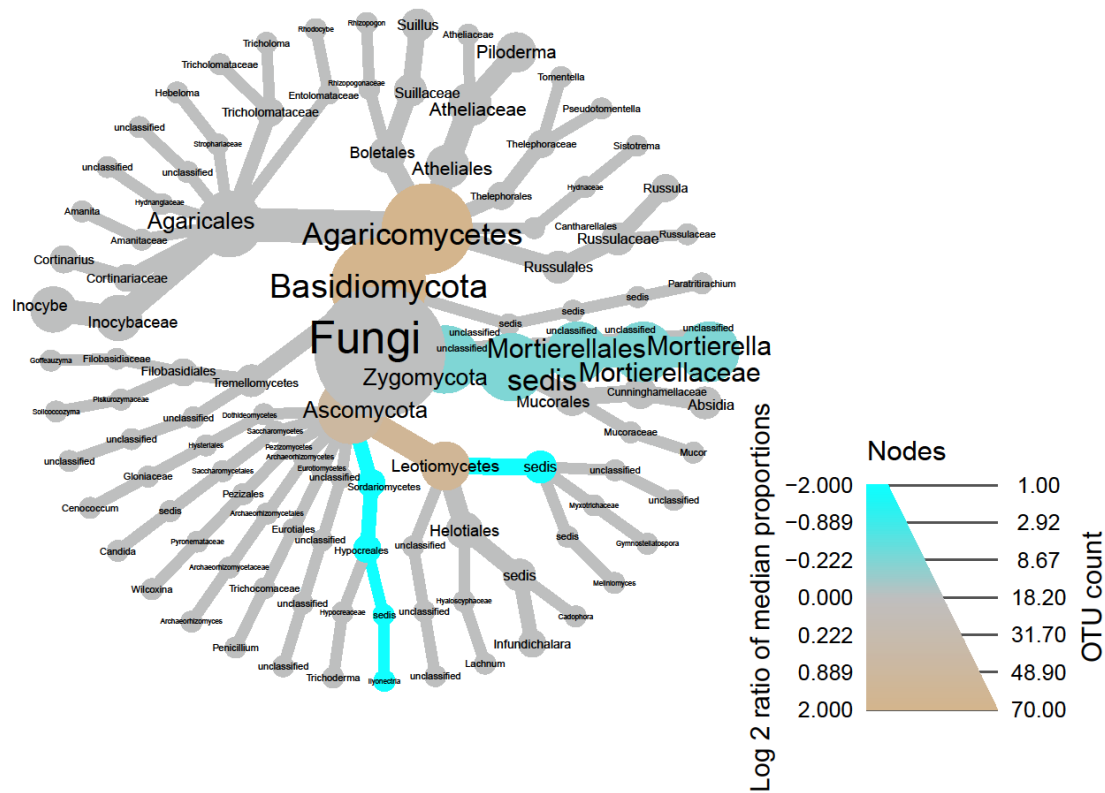 Rhodocybe
Rhizopogon
Suillus
Atheliaceae
Piloderma
Tricholoma
Tricholomataceae
Tomentella
Rhizopogonaceae
Hebeloma
Entolomataceae
Suillaceae
Atheliaceae
Pseudotomentella
Tricholomataceae
unclassified
Strophariaceae
Thelephoraceae
Sistotrema
Boletales
Atheliales
unclassified
unclassified
Hydnaceae
Russula
Thelephorales
Hydnangiaceae
Amanita
Agaricales
Cantharellales
Agaricomycetes
Russulaceae
Russulaceae
Amanitaceae
Cortinarius
Russulales
Cortinariaceae
Paratritirachium
Basidiomycota
sedis
sedis
Inocybe
Inocybaceae
sedis
unclassified
unclassified
unclassified
unclassified
Fungi
unclassified
Mortierellales
Mortierella
Goffeauzyma
Filobasidiaceae
Filobasidiales
Zygomycota
sedis
Mortierellaceae
Tremellomycetes
Cunninghamellaceae
Solicoccozyma
Piskurozymaceae
Mucorales
Absidia
Ascomycota
unclassified
Dothideomycetes
Saccharomycetes
Mucoraceae
Hysteriales
Pezizomycetes
Mucor
unclassified
Archaeorhizomycetes
Eurotiomycetes
Leotiomycetes
sedis
unclassified
Gloniaceae
Saccharomycetales
unclassified
Sordariomycetes
Pezizales
unclassified
Cenococcum
sedis
Archaeorhizomycetales
Myxotrichaceae
Eurotiales
Helotiales
Candida
Pyronemataceae
unclassified
Hypocreales
unclassified
sedis
Gymnostellatospora
Archaeorhizomycetaceae
sedis
Wilcoxina
Trichocomaceae
Meliniomyces
unclassified
Hyaloscyphaceae
Archaeorhizomyces
Hypocreaceae
sedis
unclassified
Cadophora
Penicillium
Infundichalara
unclassified
Lachnum
Trichoderma
Ilyonectria
unclassified
Nodes
Log 2 ratio of median proportions
OTU count
−2.000 1.00
−0.889 2.92
−0.222 8.67
0.000 18.20
0.222 31.70
0.889 48.90
2.000 70.00